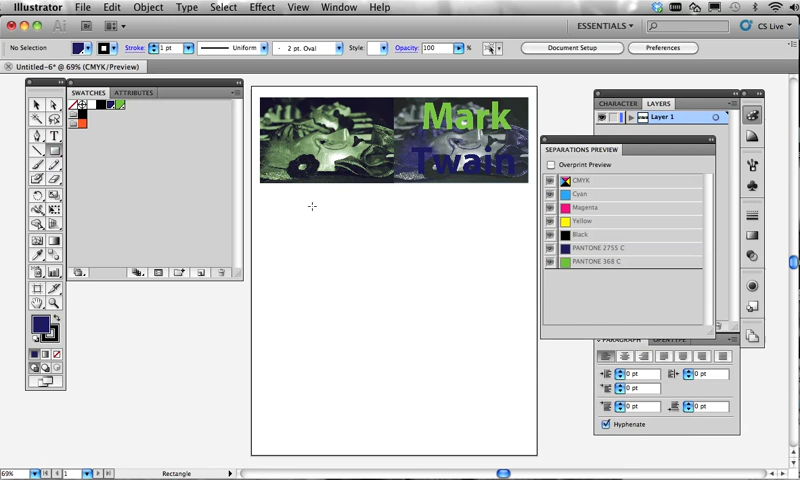 Illustrator File Edit Object Type Select Effect View Window Help
Ai Br ESSENTIALS CS Live
No Selection Stroke: 1 pt Uniform 2 pt. Oval Style: Opacity: 100 Document Setup Preferences
Untitled-6* @ 69% (CMYK/Preview)
SWATCHES ATTRIBUTES
CHARACTER LAYERS
Layer 1
Mark
Twain
SEPARATIONS PREVIEW
Overprint Preview
CMYK
Cyan
Magenta
Yellow
Black
PANTONE 2755 C
PANTONE 368 C
PARAGRAPH OPENTYPE
0 pt 0 pt
0 pt
0 pt 0 pt
Hyphenate
69% 1 Rectangle